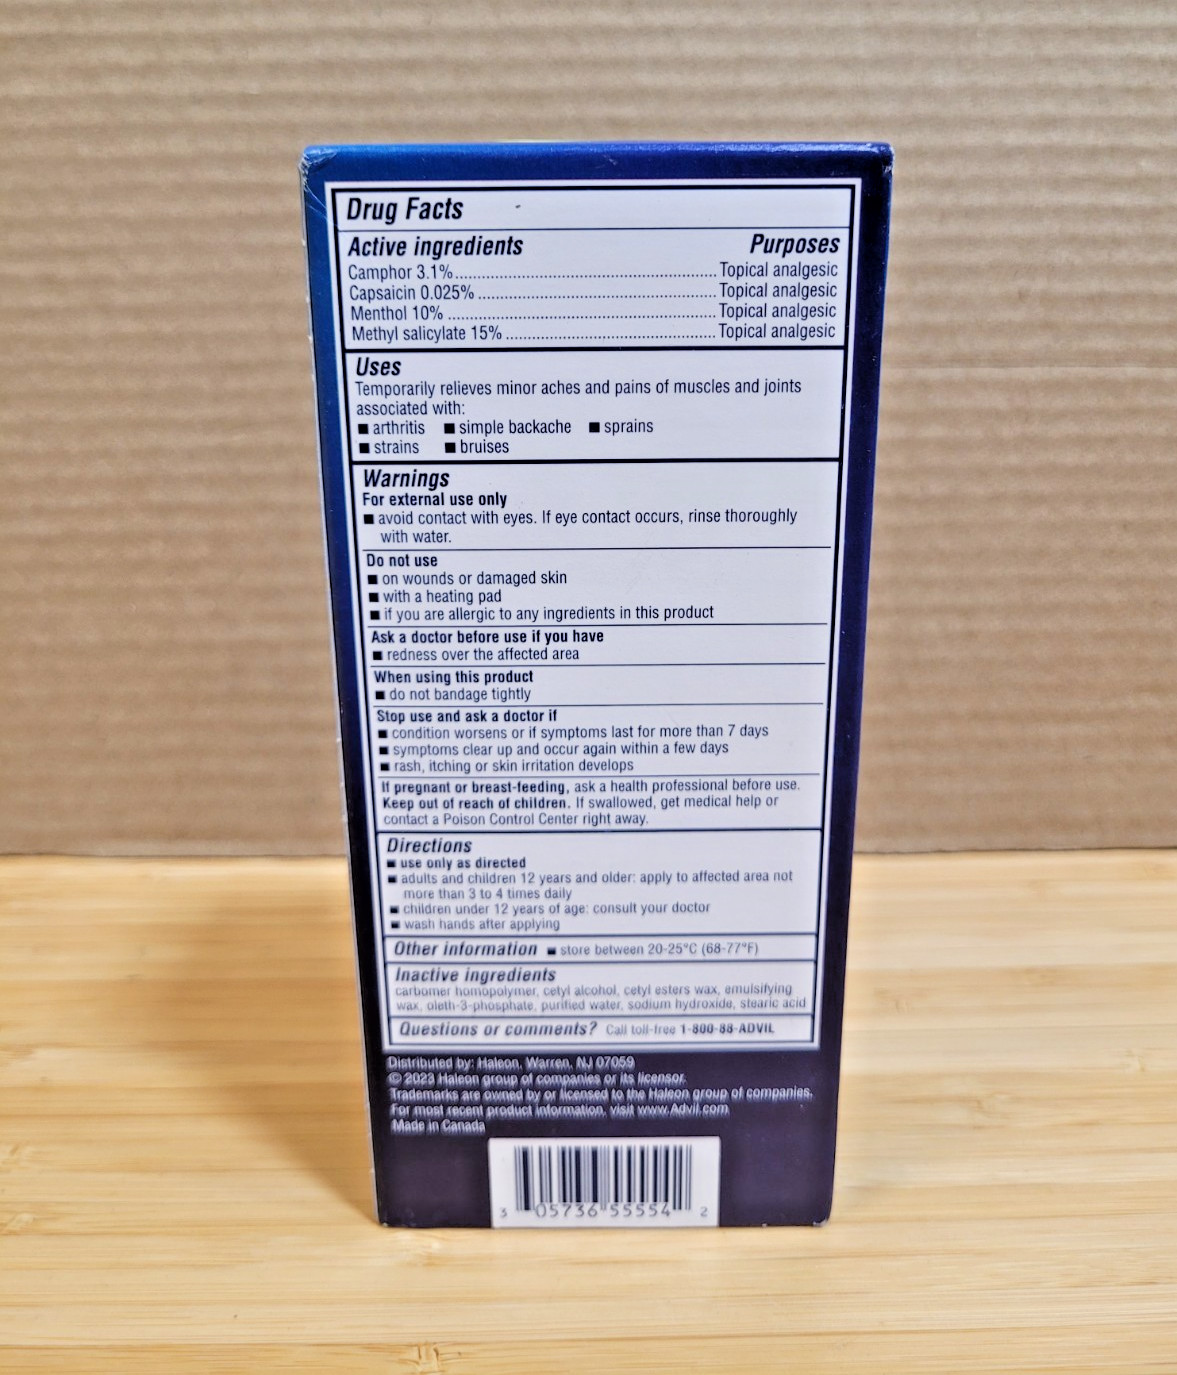 Drug Facts
Active ingredients Purposes
Camphor 3.1%.......................................................... Topical analgesic
Capsaicin 0.025% ..................................................... Topical analgesic
Menthol 10% ............................................................ Topical analgesic
Methyl salicylate 15% ............................................... Topical analgesic
Uses
Temporarily relieves minor aches and pains of muscles and joints
associated with:
■ arthritis ■ simple backache ■ sprains
■ strains ■ bruises
Warnings
For external use only
■ avoid contact with eyes. If eye contact occurs, rinse thoroughly
with water.
Do not use
■ on wounds or damaged skin
■ with a heating pad
■ if you are allergic to any ingredients in this product
Ask a doctor before use if you have
■ redness over the affected area
When using this product
■ do not bandage tightly
Stop use and ask a doctor if
■ condition worsens or if symptoms last for more than 7 days
■ symptoms clear up and occur again within a few days
■ rash, itching or skin irritation develops
If pregnant or breast-feeding, ask a health professional before use.
Keep out of reach of children. If swallowed, get medical help or
contact a Poison Control Center right away.
Directions
■ use only as directed
■ adults and children 12 years and older: apply to affected area not
more than 3 to 4 times daily
■ children under 12 years of age: consult your doctor
■ wash hands after applying
Other information ■ store between 20-25°C (68-77°F)
Inactive ingredients
carbomer homopolymer, cetyl alcohol, cetyl esters wax, emulsifying
wax, oleth-3-phosphate, purified water, sodium hydroxide, stearic acid
Questions or comments? Call toll-free 1-800-88-ADVIL
Distributed by: Haleon, Warren, NJ 07059
© 2023 Haleon group of companies or its licensor.
Trademarks are owned by or licensed to the Haleon group of companies.
For most recent product information, visit www.Advil.com
Made in Canada
3 05736 55554 2